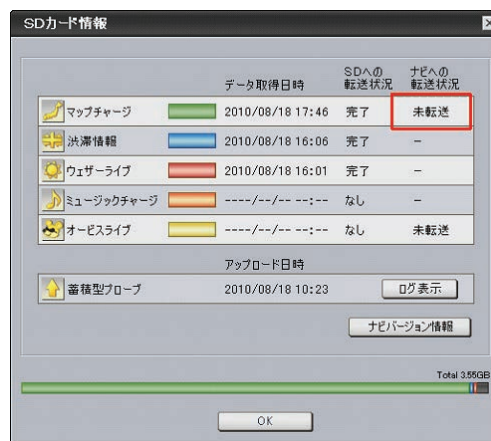 SDカード情報
データ取得日時 SDへの転送状況 ナビへの転送状況
マップチャージ 2010/08/18 17:46 完了 未転送
渋滞情報 2010/08/18 16:06 完了 -
ウェザーライブ 2010/08/18 16:01 完了 -
ミュージックチャージ ----/--/-- --:-- なし -
オービスライブ ----/--/-- --:-- なし 未転送
アップロード日時
蓄積型プローブ 2010/08/18 10:23 ログ表示
ナビバージョン情報
Total 3.55GB
OK